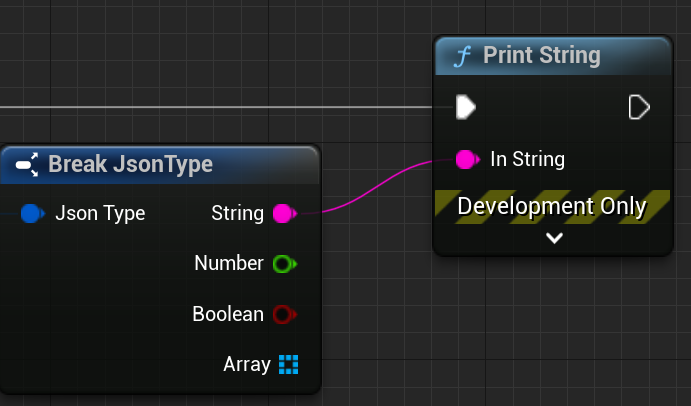 Print String
In String
Development Only
Break JsonType
Json Type
String
Number
Boolean
Array